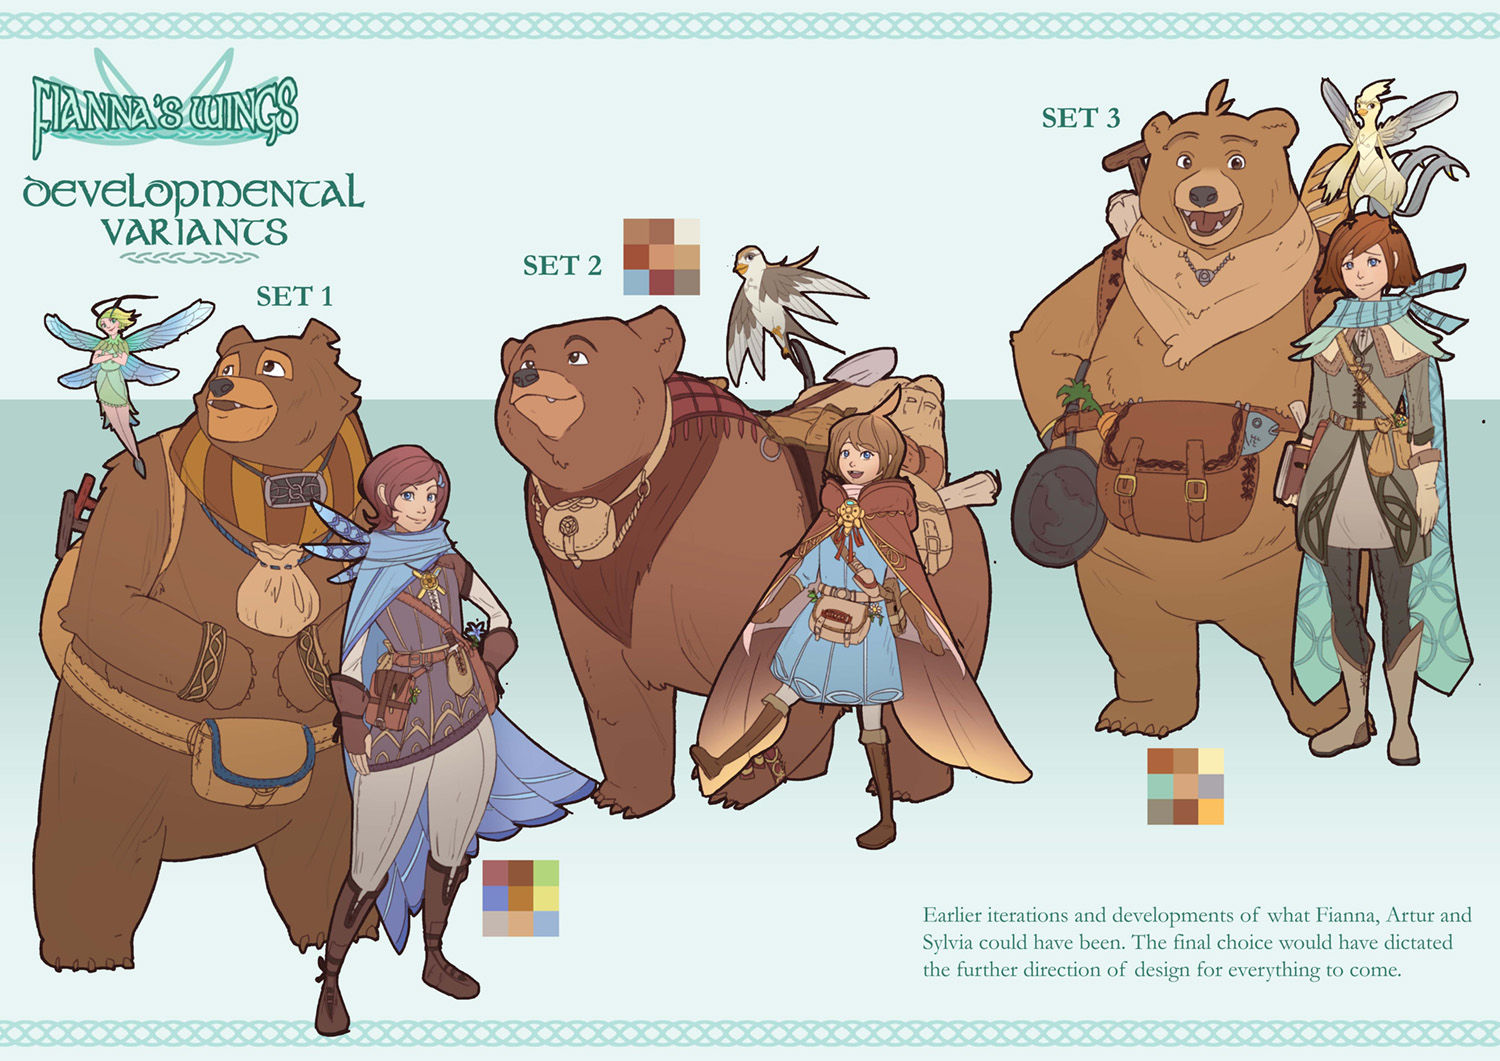 FIANNA'S WINGS
DEVELOPMENTAL
VARIANTS
SET 1
SET 2
SET 3
Earlier iterations and developments of what Fianna, Artur and
Sylvia could have been. The final choice would have dictated
the further direction of design for everything to come.